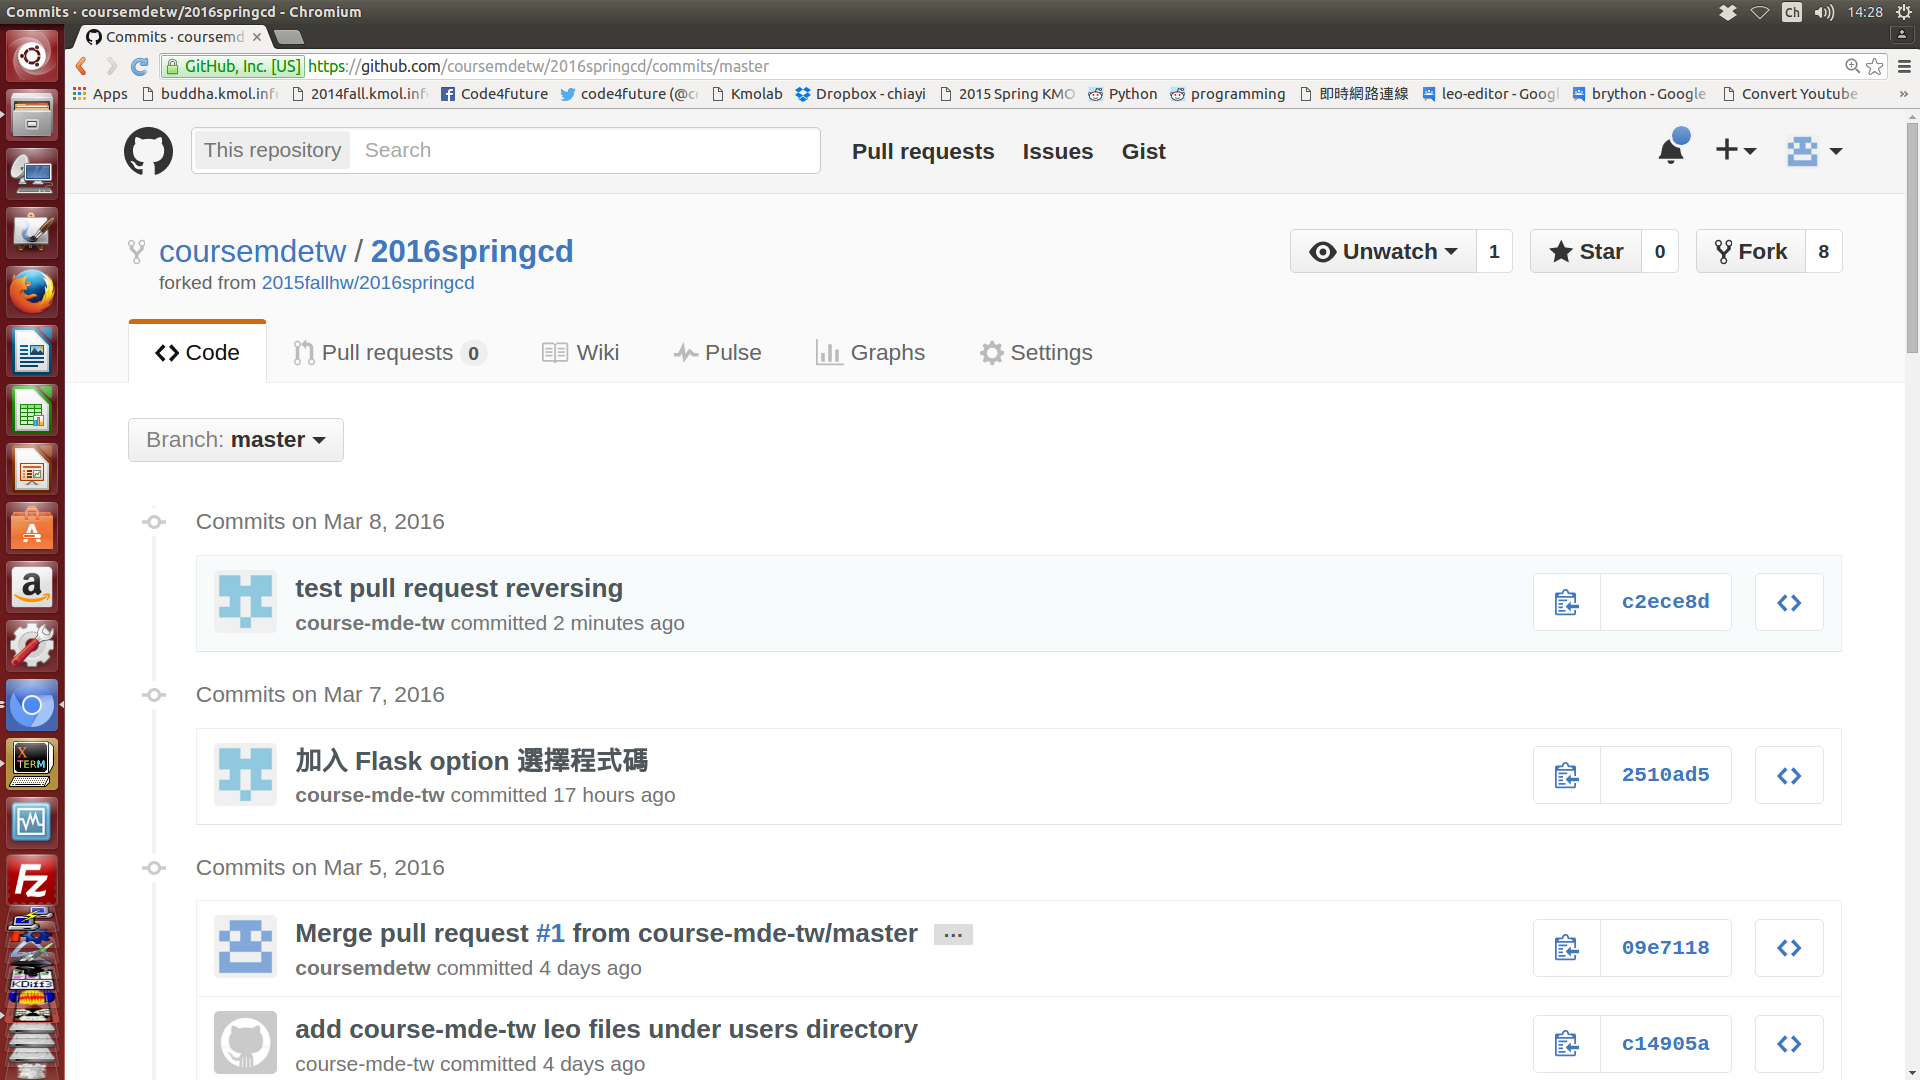 Commits · coursemdetw/2016springcd - Chromium
Ch
14:28
Commits · coursemd
GitHub, Inc. [US] https://github.com/coursemdetw/2016springcd/commits/master
Apps buddha.kmol.inf 2014fall.kmol.inf Code4future code4future (@c Kmolab Dropbox - chiayi 2015 Spring KMO Python programming 即時網路連線 leo-editor - Googl brython - Google Convert Youtube »
This repository Search Pull requests Issues Gist
coursemdetw / 2016springcd
Unwatch 1 Star 0 Fork 8
forked from 2015fallhw/2016springcd
Code Pull requests 0 Wiki Pulse Graphs Settings
Branch: master
Commits on Mar 8, 2016
test pull request reversing
course-mde-tw committed 2 minutes ago
c2ece8d
Commits on Mar 7, 2016
加入 Flask option 選擇程式碼
course-mde-tw committed 17 hours ago
2510ad5
Commits on Mar 5, 2016
Merge pull request #1 from course-mde-tw/master …
coursemdetw committed 4 days ago
09e7118
add course-mde-tw leo files under users directory
course-mde-tw committed 4 days ago
c14905a
X
TERM
Fz
KDiff3